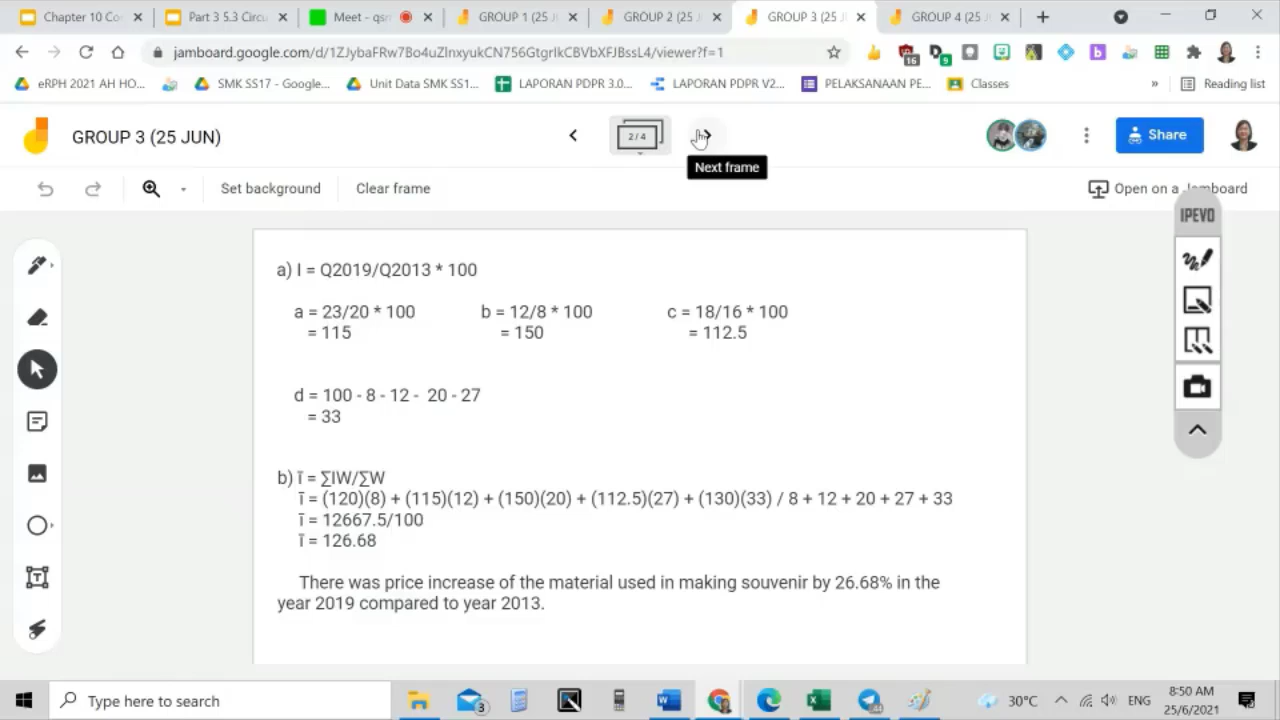 Chapter 10 Co
Part 3 5.3 Circu
Meet - qsr
GROUP 1 (25 JU
GROUP 2 (25 J
GROUP 3 (25 J
GROUP 4 (25 J
jamboard.google.com/d/1ZJybaFRw7Bo4uZlnxyukCN756GtgrIkCBVbXFJBssL4/viewer?f=1
16
9
eRPH 2021 AH HO...
SMK SS17 - Google...
Unit Data SMK SS1...
LAPORAN PDPR 3.0...
LAPORAN PDPR V2...
PELAKSANAAN PE...
Classes
»
Reading list
GROUP 3 (25 JUN)
2 / 4
Share
Next frame
Set background
Clear frame
Open on a Jamboard
IPEVO
a) I = Q2019/Q2013 * 100
a = 23/20 * 100 b = 12/8 * 100 c = 18/16 * 100
= 115 = 150 = 112.5
d = 100 - 8 - 12 - 20 - 27
= 33
b) ī = ∑IW/∑W
ī = (120)(8) + (115)(12) + (150)(20) + (112.5)(27) + (130)(33) / 8 + 12 + 20 + 27 + 33
ī = 12667.5/100
ī = 126.68
There was price increase of the material used in making souvenir by 26.68% in the
year 2019 compared to year 2013.
Type here to search
3
30°C
ENG
8:50 AM
25/6/2021